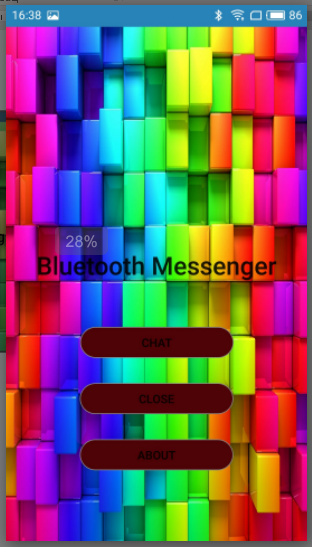 16:38 86
28%
Bluetooth Messenger
CHAT
CLOSE
ABOUT